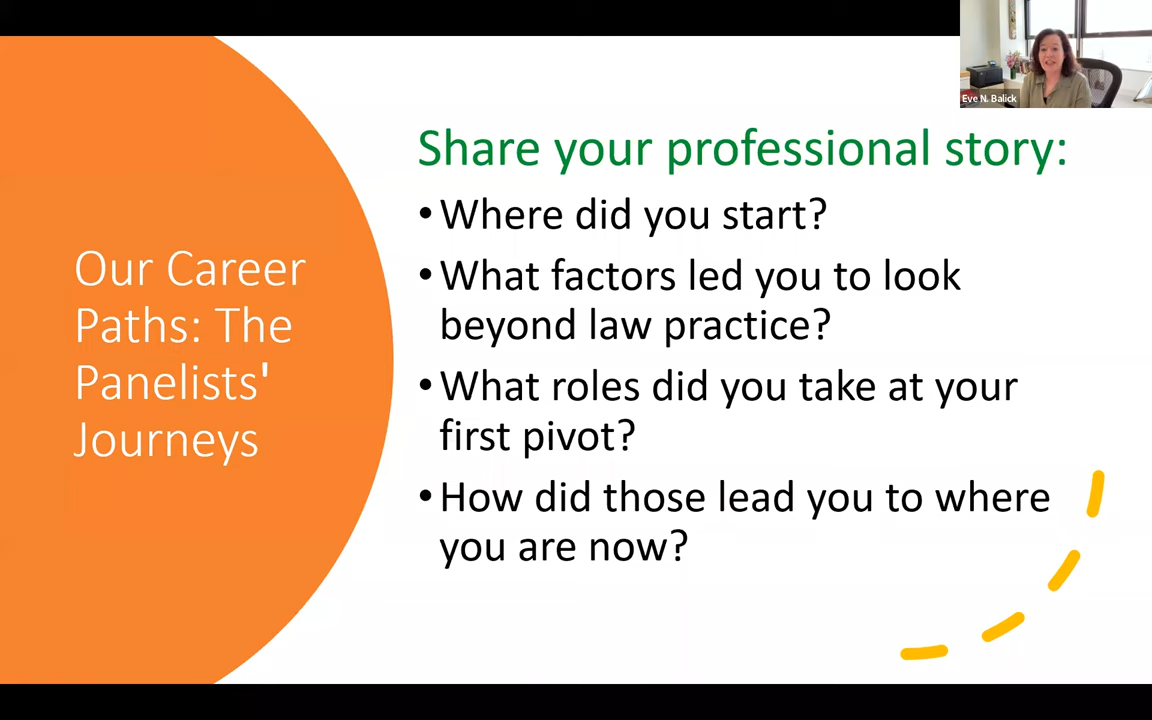 Eve N. Balick
Our Career
Paths: The
Panelists'
Journeys
Share your professional story:
•Where did you start?
•What factors led you to look
beyond law practice?
•What roles did you take at your
first pivot?
•How did those lead you to where
you are now?